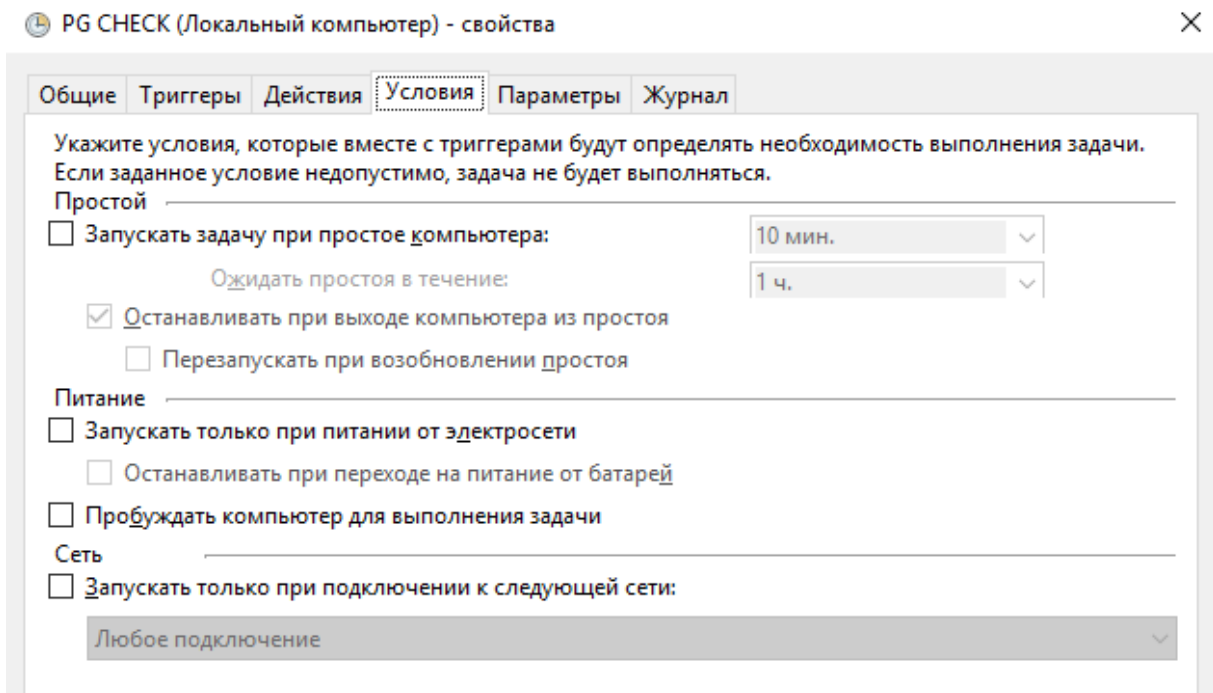 PG CHECK (Локальный компьютер) - свойства
Общие Триггеры Действия Условия Параметры Журнал
Укажите условия, которые вместе с триггерами будут определять необходимость выполнения задачи.
Если заданное условие недопустимо, задача не будет выполняться.
Простой
Запускать задачу при простое компьютера: 10 мин.
Ожидать простоя в течение: 1 ч.
Останавливать при выходе компьютера из простоя
Перезапускать при возобновлении простоя
Питание
Запускать только при питании от электросети
Останавливать при переходе на питание от батарей
Пробуждать компьютер для выполнения задачи
Сеть
Запускать только при подключении к следующей сети:
Любое подключение